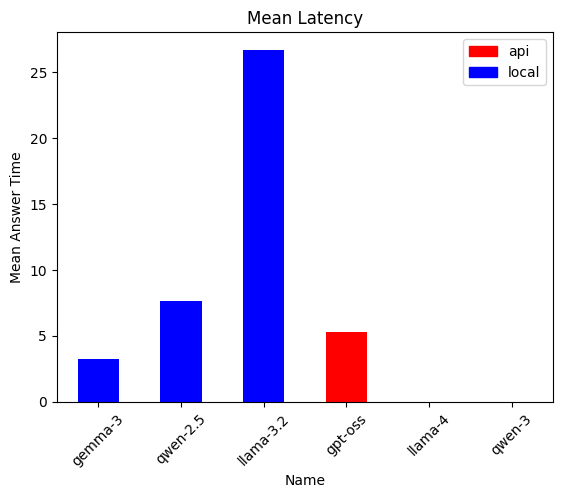 Mean Latency
api
local
Mean Answer Time
25
20
15
10
5
0
gemma-3
qwen-2.5
llama-3.2
gpt-oss
llama-4
qwen-3
Name